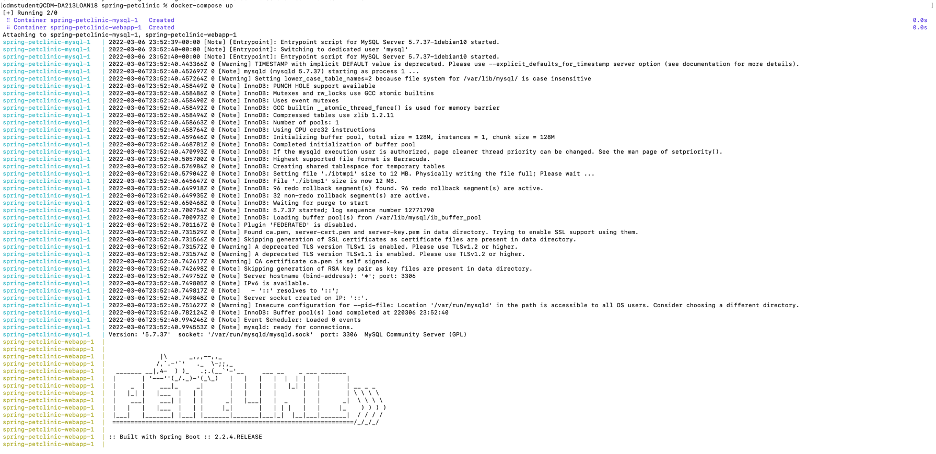 [cdmstudent@CDM-DA213LOAN18 spring-petclinic % docker-compose up
[+] Running 2/0
Container spring-petclinic-mysql-1 Created 0.0s
Container spring-petclinic-webapp-1 Created 0.0s
Attaching to spring-petclinic-mysql-1, spring-petclinic-webapp-1
spring-petclinic-mysql-1 | 2022-03-06 23:52:39+00:00 [Note] [Entrypoint]: Entrypoint script for MySQL Server 5.7.37-1debian10 started.
spring-petclinic-mysql-1 | 2022-03-06 23:52:40+00:00 [Note] [Entrypoint]: Switching to dedicated user 'mysql'
spring-petclinic-mysql-1 | 2022-03-06 23:52:40+00:00 [Note] [Entrypoint]: Entrypoint script for MySQL Server 5.7.37-1debian10 started.
spring-petclinic-mysql-1 | 2022-03-06T23:52:40.443366Z 0 [Warning] TIMESTAMP with implicit DEFAULT value is deprecated. Please use --explicit_defaults_for_timestamp server option (see documentation for more details).
spring-petclinic-mysql-1 | 2022-03-06T23:52:40.452697Z 0 [Note] mysqld (mysqld 5.7.37) starting as process 1 ...
spring-petclinic-mysql-1 | 2022-03-06T23:52:40.457264Z 0 [Warning] Setting lower_case_table_names=2 because file system for /var/lib/mysql/ is case insensitive
spring-petclinic-mysql-1 | 2022-03-06T23:52:40.458449Z 0 [Note] InnoDB: PUNCH HOLE support available
spring-petclinic-mysql-1 | 2022-03-06T23:52:40.458486Z 0 [Note] InnoDB: Mutexes and rw_locks use GCC atomic builtins
spring-petclinic-mysql-1 | 2022-03-06T23:52:40.458490Z 0 [Note] InnoDB: Uses event mutexes
spring-petclinic-mysql-1 | 2022-03-06T23:52:40.458492Z 0 [Note] InnoDB: GCC builtin __atomic_thread_fence() is used for memory barrier
spring-petclinic-mysql-1 | 2022-03-06T23:52:40.458496Z 0 [Note] InnoDB: Compressed tables use zlib 1.2.11
spring-petclinic-mysql-1 | 2022-03-06T23:52:40.458663Z 0 [Note] InnoDB: Number of pools: 1
spring-petclinic-mysql-1 | 2022-03-06T23:52:40.458764Z 0 [Note] InnoDB: Using CPU crc32 instructions
spring-petclinic-mysql-1 | 2022-03-06T23:52:40.459646Z 0 [Note] InnoDB: Initializing buffer pool, total size = 128M, instances = 1, chunk size = 128M
spring-petclinic-mysql-1 | 2022-03-06T23:52:40.468781Z 0 [Note] InnoDB: Completed initialization of buffer pool
spring-petclinic-mysql-1 | 2022-03-06T23:52:40.470993Z 0 [Note] InnoDB: If the mysqld execution user is authorized, page cleaner thread priority can be changed. See the man page of setpriority().
spring-petclinic-mysql-1 | 2022-03-06T23:52:40.505700Z 0 [Note] InnoDB: Highest supported file format is Barracuda.
spring-petclinic-mysql-1 | 2022-03-06T23:52:40.576984Z 0 [Note] InnoDB: Creating shared tablespace for temporary tables
spring-petclinic-mysql-1 | 2022-03-06T23:52:40.579042Z 0 [Note] InnoDB: Setting file './ibtmp1' size to 12 MB. Physically writing the file full; Please wait ...
spring-petclinic-mysql-1 | 2022-03-06T23:52:40.645647Z 0 [Note] InnoDB: File './ibtmp1' size is now 12 MB.
spring-petclinic-mysql-1 | 2022-03-06T23:52:40.649918Z 0 [Note] InnoDB: 96 redo rollback segment(s) found. 96 redo rollback segment(s) are active.
spring-petclinic-mysql-1 | 2022-03-06T23:52:40.649935Z 0 [Note] InnoDB: 32 non-redo rollback segment(s) are active.
spring-petclinic-mysql-1 | 2022-03-06T23:52:40.650468Z 0 [Note] InnoDB: Waiting for purge to start
spring-petclinic-mysql-1 | 2022-03-06T23:52:40.700754Z 0 [Note] InnoDB: 5.7.37 started; log sequence number 12771790
spring-petclinic-mysql-1 | 2022-03-06T23:52:40.700973Z 0 [Note] InnoDB: Loading buffer pool(s) from /var/lib/mysql/ib_buffer_pool
spring-petclinic-mysql-1 | 2022-03-06T23:52:40.701167Z 0 [Note] Plugin 'FEDERATED' is disabled.
spring-petclinic-mysql-1 | 2022-03-06T23:52:40.731529Z 0 [Note] Found ca.pem, server-cert.pem and server-key.pem in data directory. Trying to enable SSL support using them.
spring-petclinic-mysql-1 | 2022-03-06T23:52:40.731566Z 0 [Note] Skipping generation of SSL certificates as certificate files are present in data directory.
spring-petclinic-mysql-1 | 2022-03-06T23:52:40.731572Z 0 [Warning] A deprecated TLS version TLSv1 is enabled. Please use TLSv1.2 or higher.
spring-petclinic-mysql-1 | 2022-03-06T23:52:40.731574Z 0 [Warning] A deprecated TLS version TLSv1.1 is enabled. Please use TLSv1.2 or higher.
spring-petclinic-mysql-1 | 2022-03-06T23:52:40.742617Z 0 [Warning] CA certificate ca.pem is self signed.
spring-petclinic-mysql-1 | 2022-03-06T23:52:40.742698Z 0 [Note] Skipping generation of RSA key pair as key files are present in data directory.
spring-petclinic-mysql-1 | 2022-03-06T23:52:40.749752Z 0 [Note] Server hostname (bind-address): '*'; port: 3306
spring-petclinic-mysql-1 | 2022-03-06T23:52:40.749805Z 0 [Note] IPv6 is available.
spring-petclinic-mysql-1 | 2022-03-06T23:52:40.749817Z 0 [Note]   - '::' resolves to '::';
spring-petclinic-mysql-1 | 2022-03-06T23:52:40.749848Z 0 [Note] Server socket created on IP: '::'.
spring-petclinic-mysql-1 | 2022-03-06T23:52:40.751627Z 0 [Warning] Insecure configuration for --pid-file: Location '/var/run/mysqld' in the path is accessible to all OS users. Consider choosing a different directory.
spring-petclinic-mysql-1 | 2022-03-06T23:52:40.782124Z 0 [Note] InnoDB: Buffer pool(s) load completed at 220306 23:52:40
spring-petclinic-mysql-1 | 2022-03-06T23:52:40.994246Z 0 [Note] Event Scheduler: Loaded 0 events
spring-petclinic-mysql-1 | 2022-03-06T23:52:40.994553Z 0 [Note] mysqld: ready for connections.
spring-petclinic-mysql-1 | Version: '5.7.37'  socket: '/var/run/mysqld/mysqld.sock'  port: 3306  MySQL Community Server (GPL)
spring-petclinic-webapp-1 |
spring-petclinic-webapp-1 |
spring-petclinic-webapp-1 |
spring-petclinic-webapp-1 |
spring-petclinic-webapp-1 |
spring-petclinic-webapp-1 |
spring-petclinic-webapp-1 |
spring-petclinic-webapp-1 |
spring-petclinic-webapp-1 |
spring-petclinic-webapp-1 |
spring-petclinic-webapp-1 |
spring-petclinic-webapp-1 |
spring-petclinic-webapp-1 |
spring-petclinic-webapp-1 | :: Built with Spring Boot :: 2.2.4.RELEASE
spring-petclinic-webapp-1 |